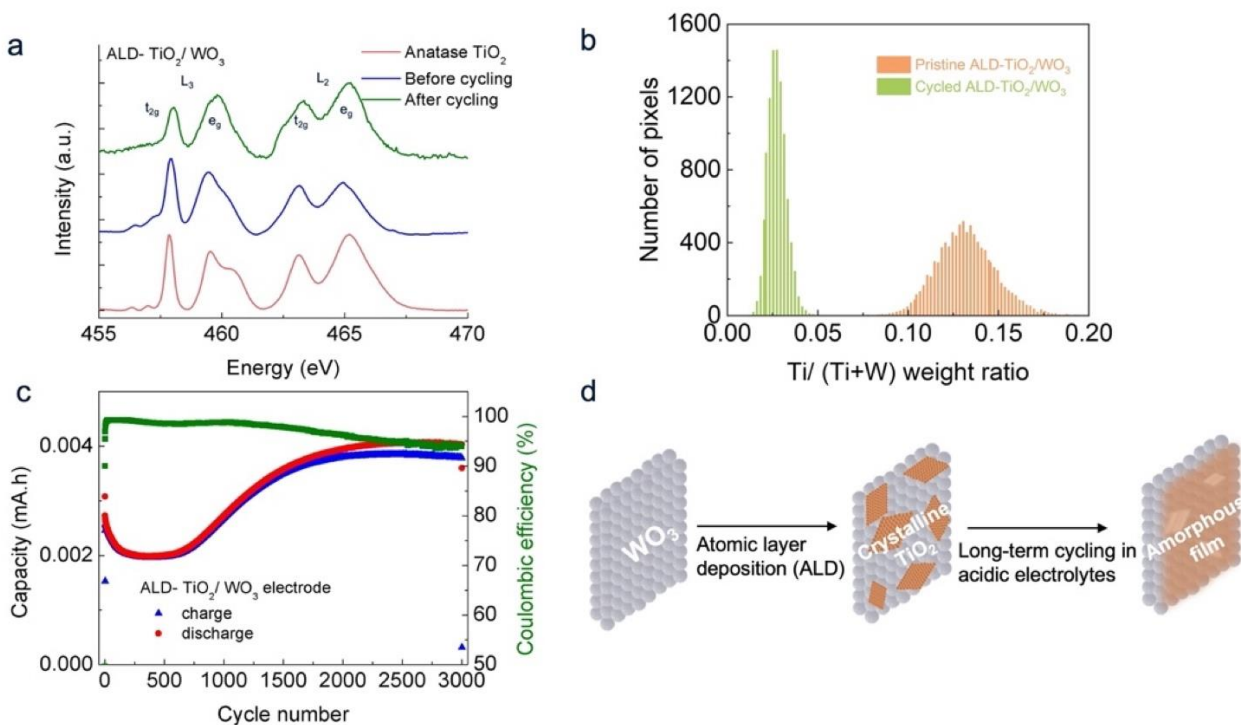 a
ALD- TiO₂/ WO₃
L₃
L₂
t₂g
e_g
t₂g
e_g
Anatase TiO₂
Before cycling
After cycling
Intensity (a.u.)
455 460 465 470
Energy (eV)
b
1600
1200
800
400
0
Number of pixels
Pristine ALD-TiO₂/WO₃
Cycled ALD-TiO₂/WO₃
0.00 0.05 0.10 0.15 0.20
Ti/ (Ti+W) weight ratio
c
0.004
0.002
0.000
Capacity (mA.h)
ALD- TiO₂/ WO₃ electrode
charge
discharge
100
90
80
70
60
50
Coulombic efficiency (%)
0 500 1000 1500 2000 2500 3000
Cycle number
d
WO₃
Atomic layer
deposition (ALD)
Crystalline
TiO₂
Long-term cycling in
acidic electrolytes
Amorphous
film